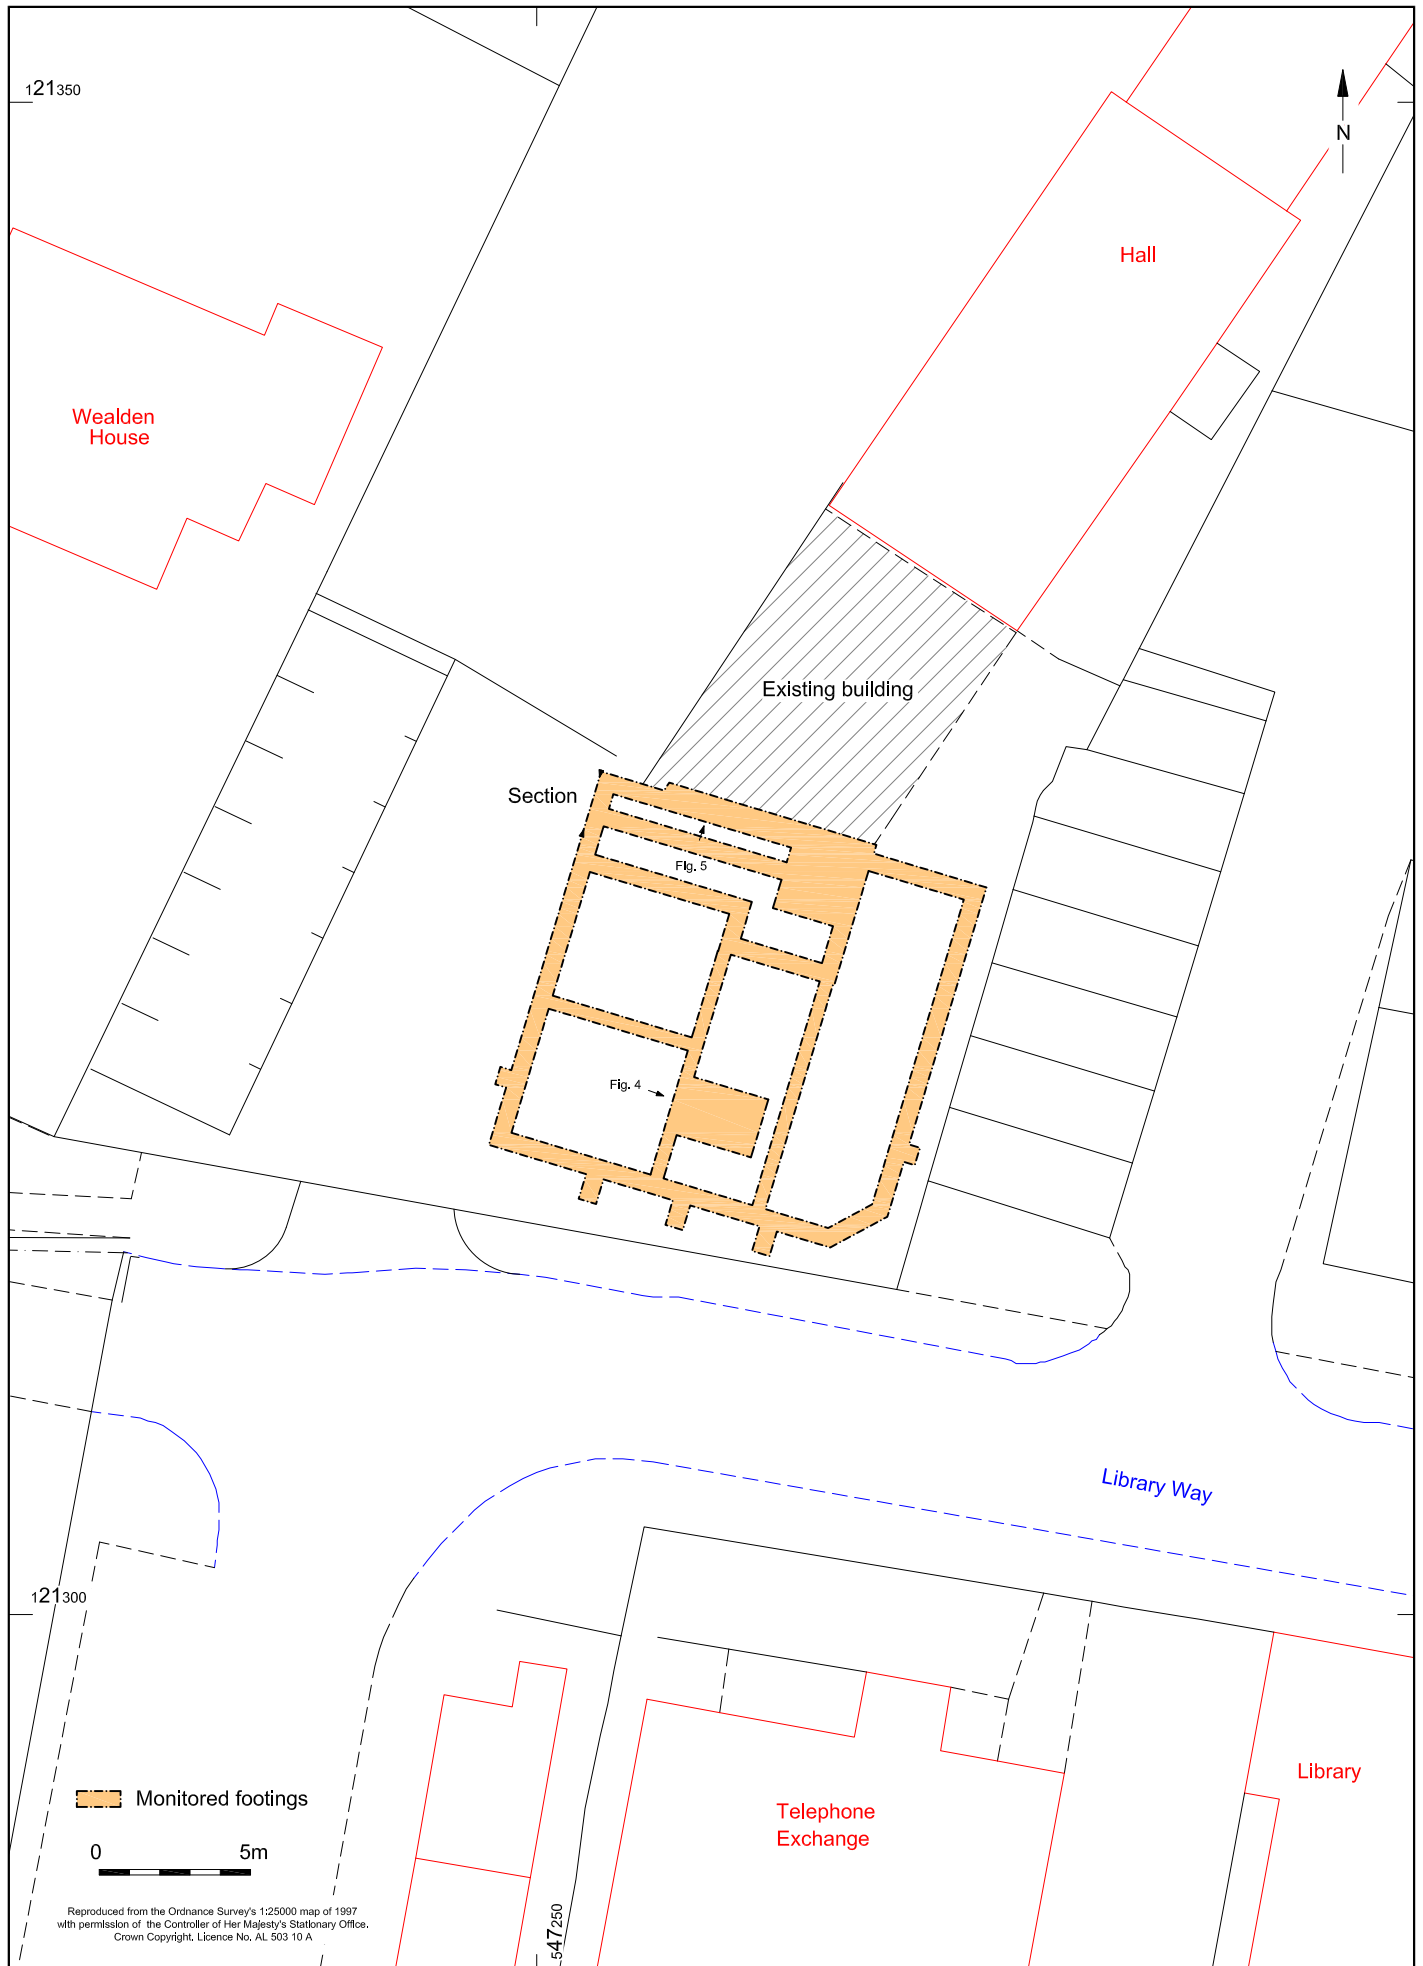 121350
N
Hall
Wealden
House
Existing building
Section
Fig. 5
Fig. 4
Library Way
121300
Library
Monitored footings
Telephone
Exchange
0 5m
Reproduced from the Ordnance Survey's 1:25000 map of 1997
with permission of the Controller of Her Majesty's Stationary Office.
Crown Copyright. Licence No. AL 503 10 A
547250